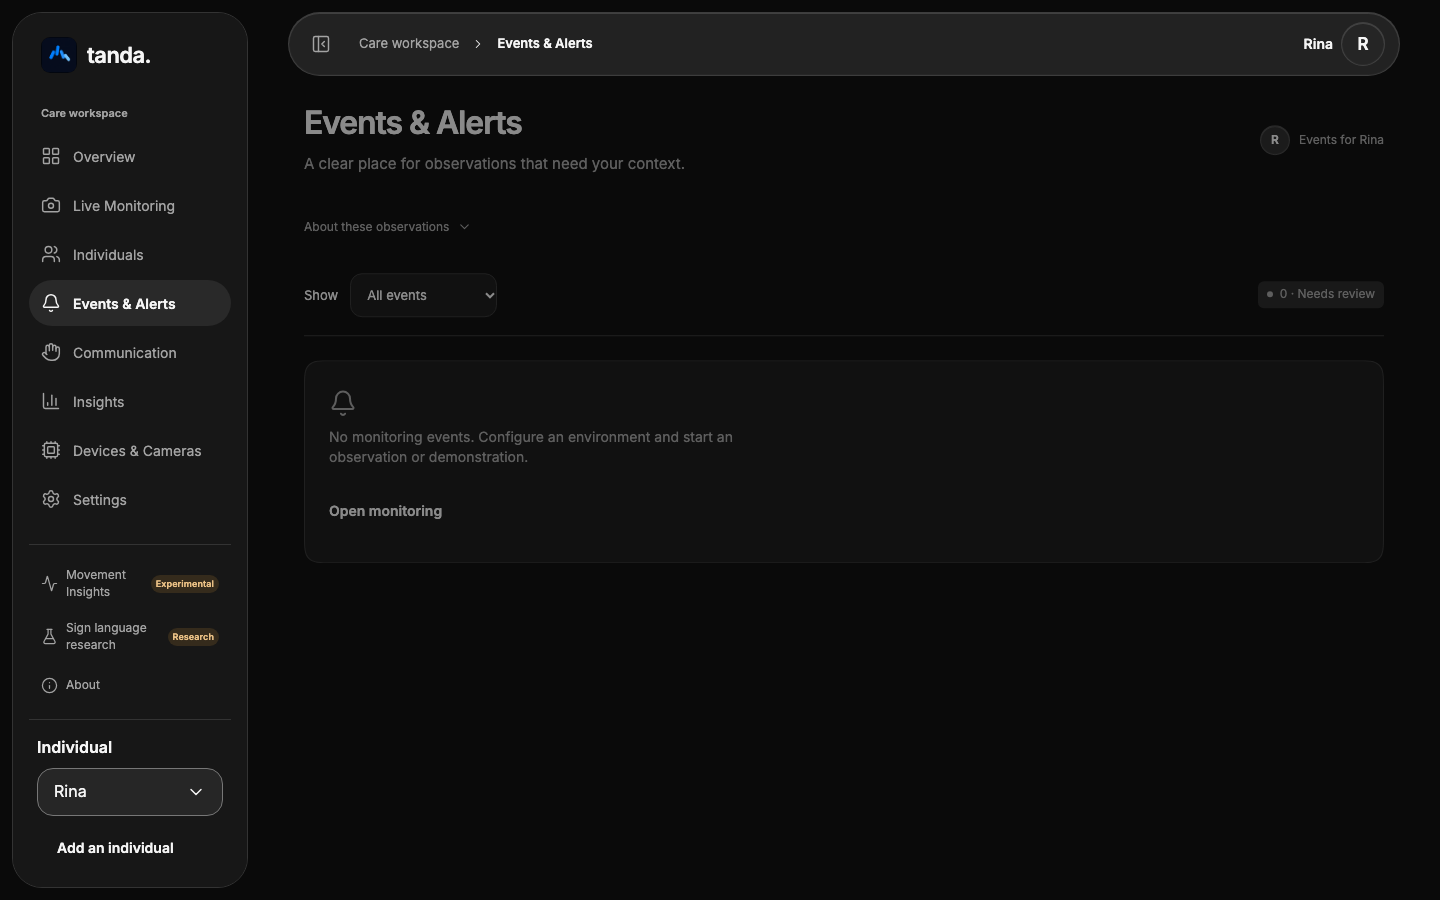 tanda.
Care workspace
Overview
Live Monitoring
Individuals
Events & Alerts
Communication
Insights
Devices & Cameras
Settings
Movement
Insights
Experimental
Sign language
research
Research
About
Individual
Rina
Add an individual
Care workspace > Events & Alerts
Rina
R
Events & Alerts
A clear place for observations that need your context.
R
Events for Rina
About these observations
Show
All events
0 · Needs review
No monitoring events. Configure an environment and start an
observation or demonstration.
Open monitoring